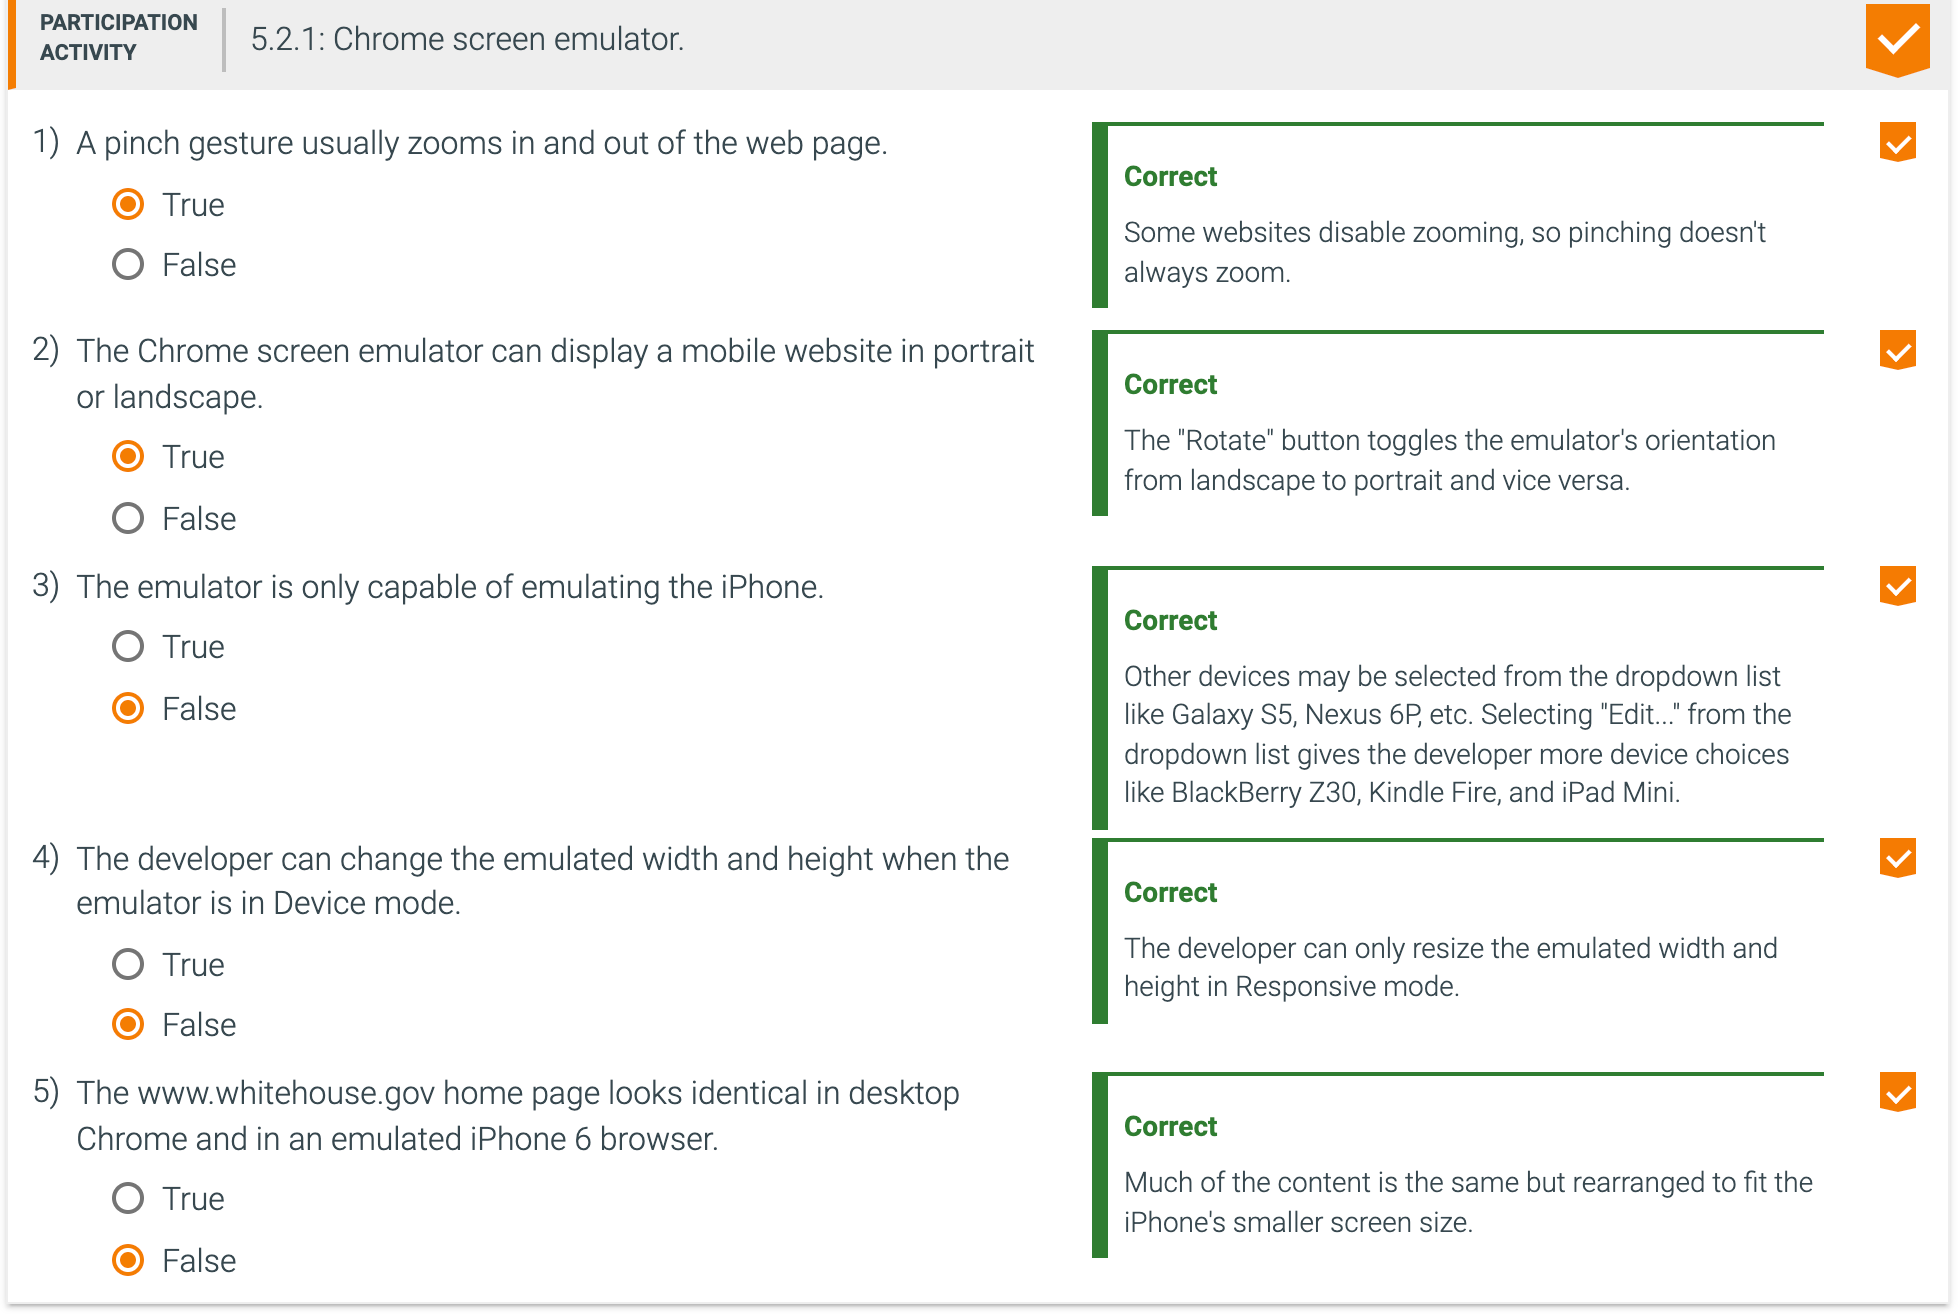 PARTICIPATION
ACTIVITY
5.2.1: Chrome screen emulator.
1) A pinch gesture usually zooms in and out of the web page.
True
False
Correct
Some websites disable zooming, so pinching doesn't
always zoom.
2) The Chrome screen emulator can display a mobile website in portrait
or landscape.
True
False
Correct
The "Rotate" button toggles the emulator's orientation
from landscape to portrait and vice versa.
3) The emulator is only capable of emulating the iPhone.
True
False
Correct
Other devices may be selected from the dropdown list
like Galaxy S5, Nexus 6P, etc. Selecting "Edit..." from the
dropdown list gives the developer more device choices
like BlackBerry Z30, Kindle Fire, and iPad Mini.
4) The developer can change the emulated width and height when the
emulator is in Device mode.
True
False
Correct
The developer can only resize the emulated width and
height in Responsive mode.
5) The www.whitehouse.gov home page looks identical in desktop
Chrome and in an emulated iPhone 6 browser.
True
False
Correct
Much of the content is the same but rearranged to fit the
iPhone's smaller screen size.